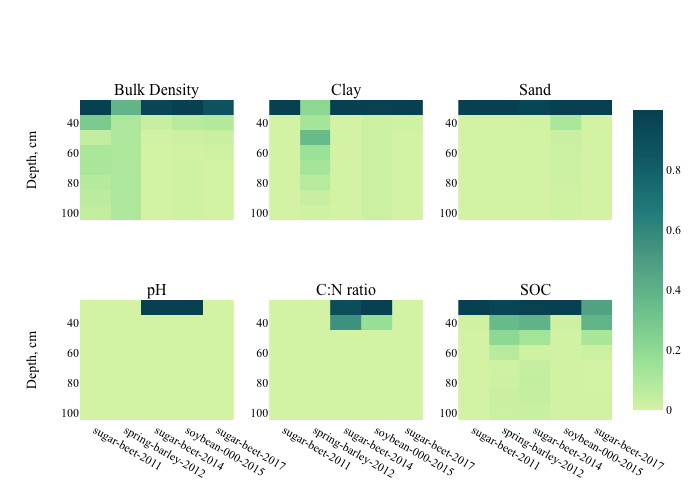 Bulk Density Clay Sand
Depth, cm
40 40 40
60 60 60
80 80 80
100 100 100
0.8
0.6
0.4
0.2
0
pH C:N ratio SOC
Depth, cm
40 40 40
60 60 60
80 80 80
100 100 100
sugar-beet-2011
spring-barley-2012
sugar-beet-2014
soybean-000-2015
sugar-beet-2017
sugar-beet-2011
spring-barley-2012
sugar-beet-2014
soybean-000-2015
sugar-beet-2017
sugar-beet-2011
spring-barley-2012
sugar-beet-2014
soybean-000-2015
sugar-beet-2017